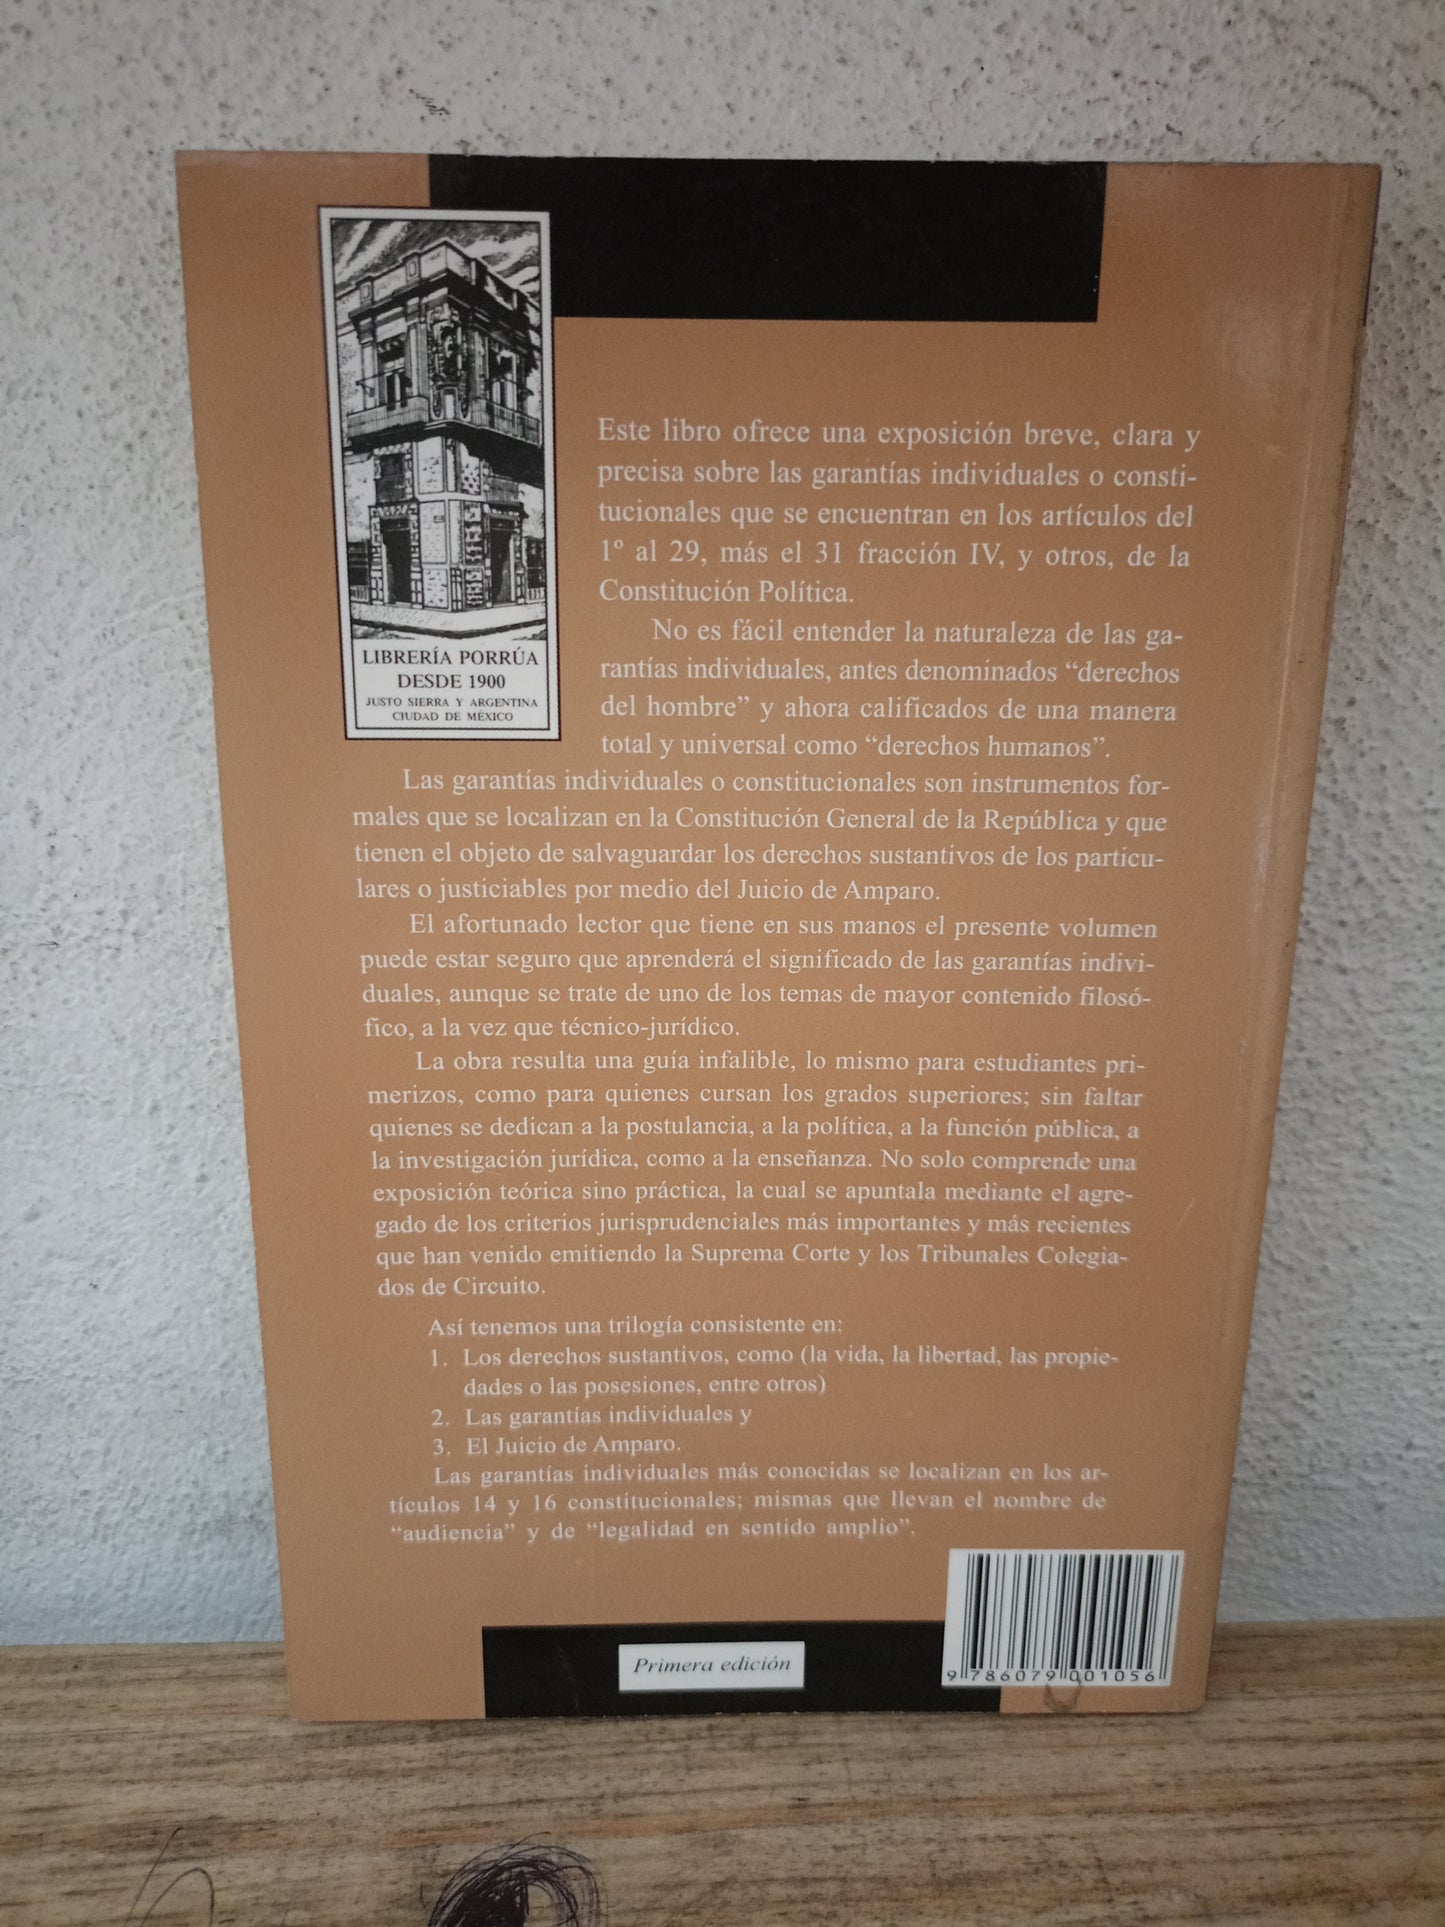 LIBRERÍA PORRÚA
DESDE 1900
JUSTO SIERRA Y ARGENTINA
CIUDAD DE MÉXICO
Este libro ofrece una exposición breve, clara y
precisa sobre las garantías individuales o consti-
tucionales que se encuentran en los artículos del
1º al 29, más el 31 fracción IV, y otros, de la
Constitución Política.
No es fácil entender la naturaleza de las ga-
rantías individuales, antes denominados “derechos
del hombre” y ahora calificados de una manera
total y universal como “derechos humanos”.
Las garantías individuales o constitucionales son instrumentos for-
males que se localizan en la Constitución General de la República y que
tienen el objeto de salvaguardar los derechos sustantivos de los particu-
lares o justiciables por medio del Juicio de Amparo.
El afortunado lector que tiene en sus manos el presente volumen
puede estar seguro que aprenderá el significado de las garantías indivi-
duales, aunque se trate de uno de los temas de mayor contenido filosó-
fico, a la vez que técnico-jurídico.
La obra resulta una guía infalible, lo mismo para estudiantes pri-
merizos, como para quienes cursan los grados superiores; sin faltar
quienes se dedican a la postulancia, a la política, a la función pública, a
la investigación jurídica, como a la enseñanza. No solo comprende una
exposición teórica sino práctica, la cual se apuntala mediante el agre-
gado de los criterios jurisprudenciales más importantes y más recientes
que han venido emitiendo la Suprema Corte y los Tribunales Colegia-
dos de Circuito.
Así tenemos una trilogía consistente en:
1. Los derechos sustantivos, como (la vida, la libertad, las propie-
dades o las posesiones, entre otros)
2. Las garantías individuales y
3. El Juicio de Amparo.
Las garantías individuales más conocidas se localizan en los ar-
tículos 14 y 16 constitucionales; mismas que llevan el nombre de
“audiencia” y de “legalidad en sentido amplio”.
Primera edición
9 786079 001056